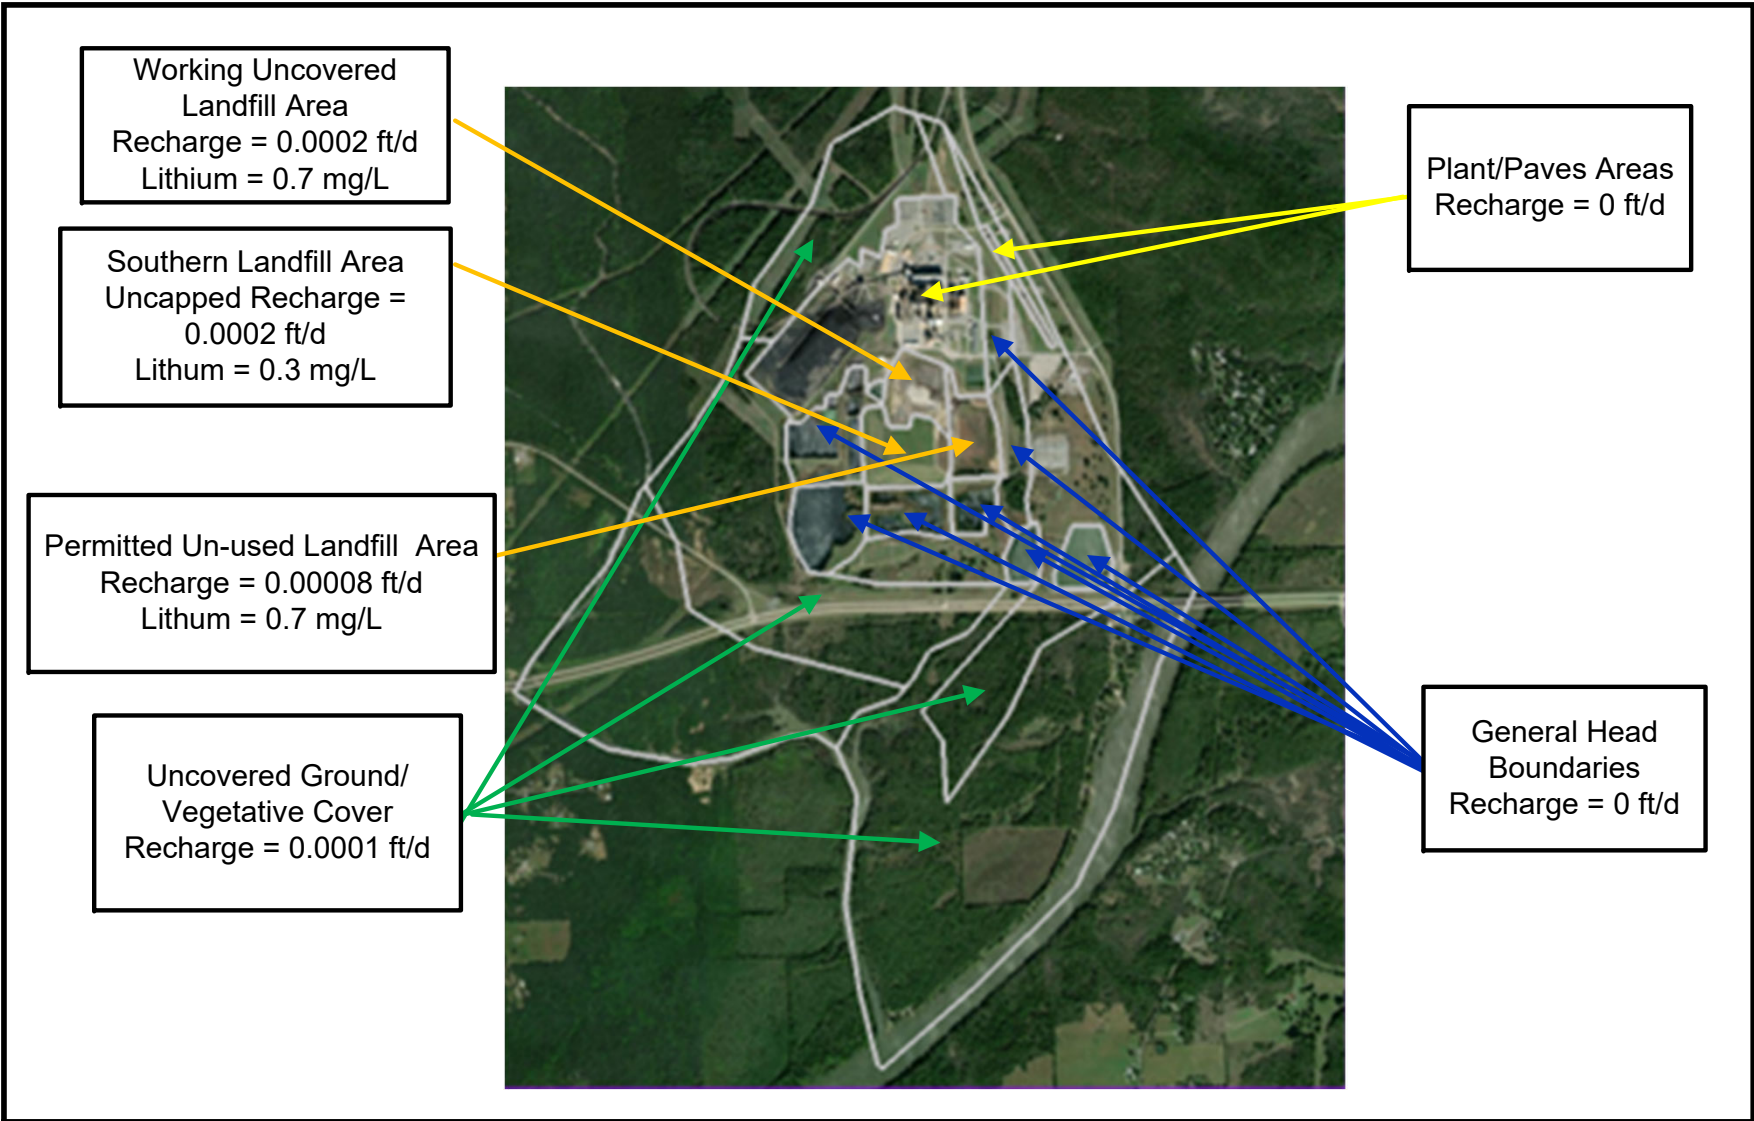 Working Uncovered
Landfill Area
Recharge = 0.0002 ft/d
Lithium = 0.7 mg/L
Southern Landfill Area
Uncapped Recharge =
0.0002 ft/d
Lithum = 0.3 mg/L
Permitted Un-used Landfill  Area
Recharge = 0.00008 ft/d
Lithum = 0.7 mg/L
Uncovered Ground/
Vegetative Cover
Recharge = 0.0001 ft/d
Plant/Paves Areas
Recharge = 0 ft/d
General Head
Boundaries
Recharge = 0 ft/d